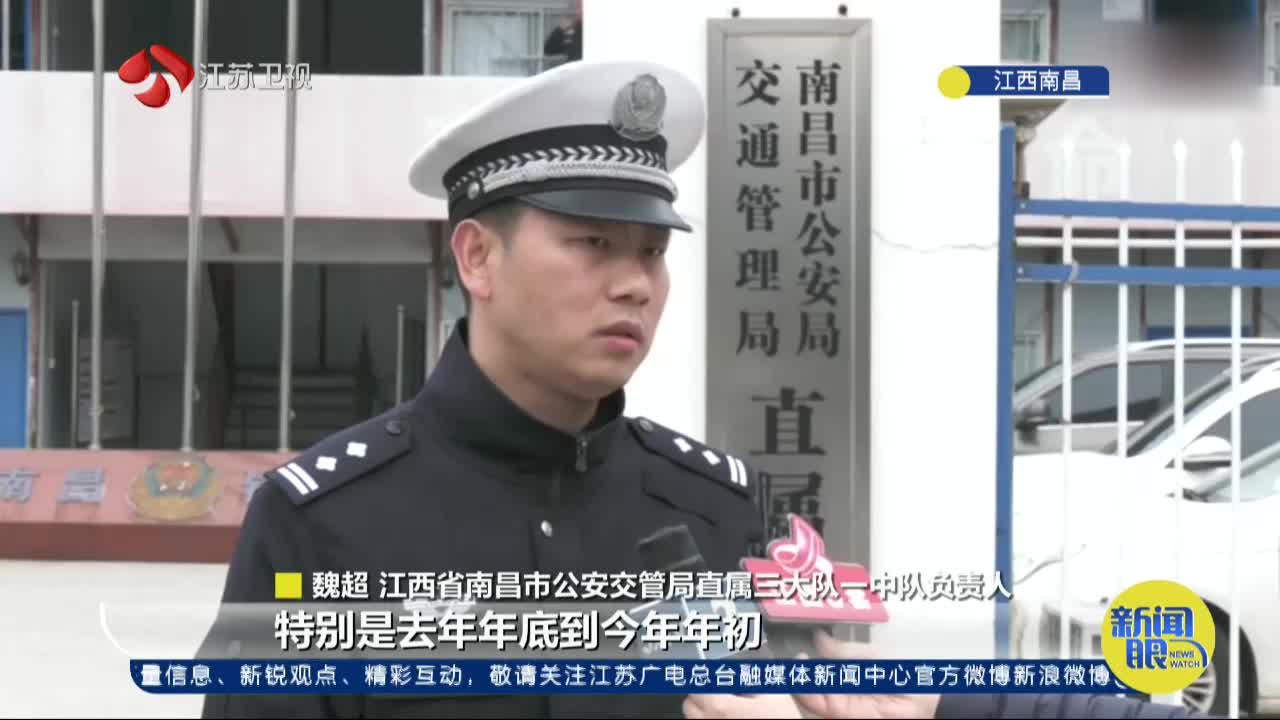 江苏卫视
江西南昌
南昌市公安局
交通管理局
直属
南昌
魏超 江西省南昌市公安交管局直属三大队一中队负责人
特别是去年年底到今年年初
新闻眼
NEWS WATCH
量信息、新锐观点、精彩互动，敬请关注江苏广电总台融媒体新闻中心官方微博新浪微博